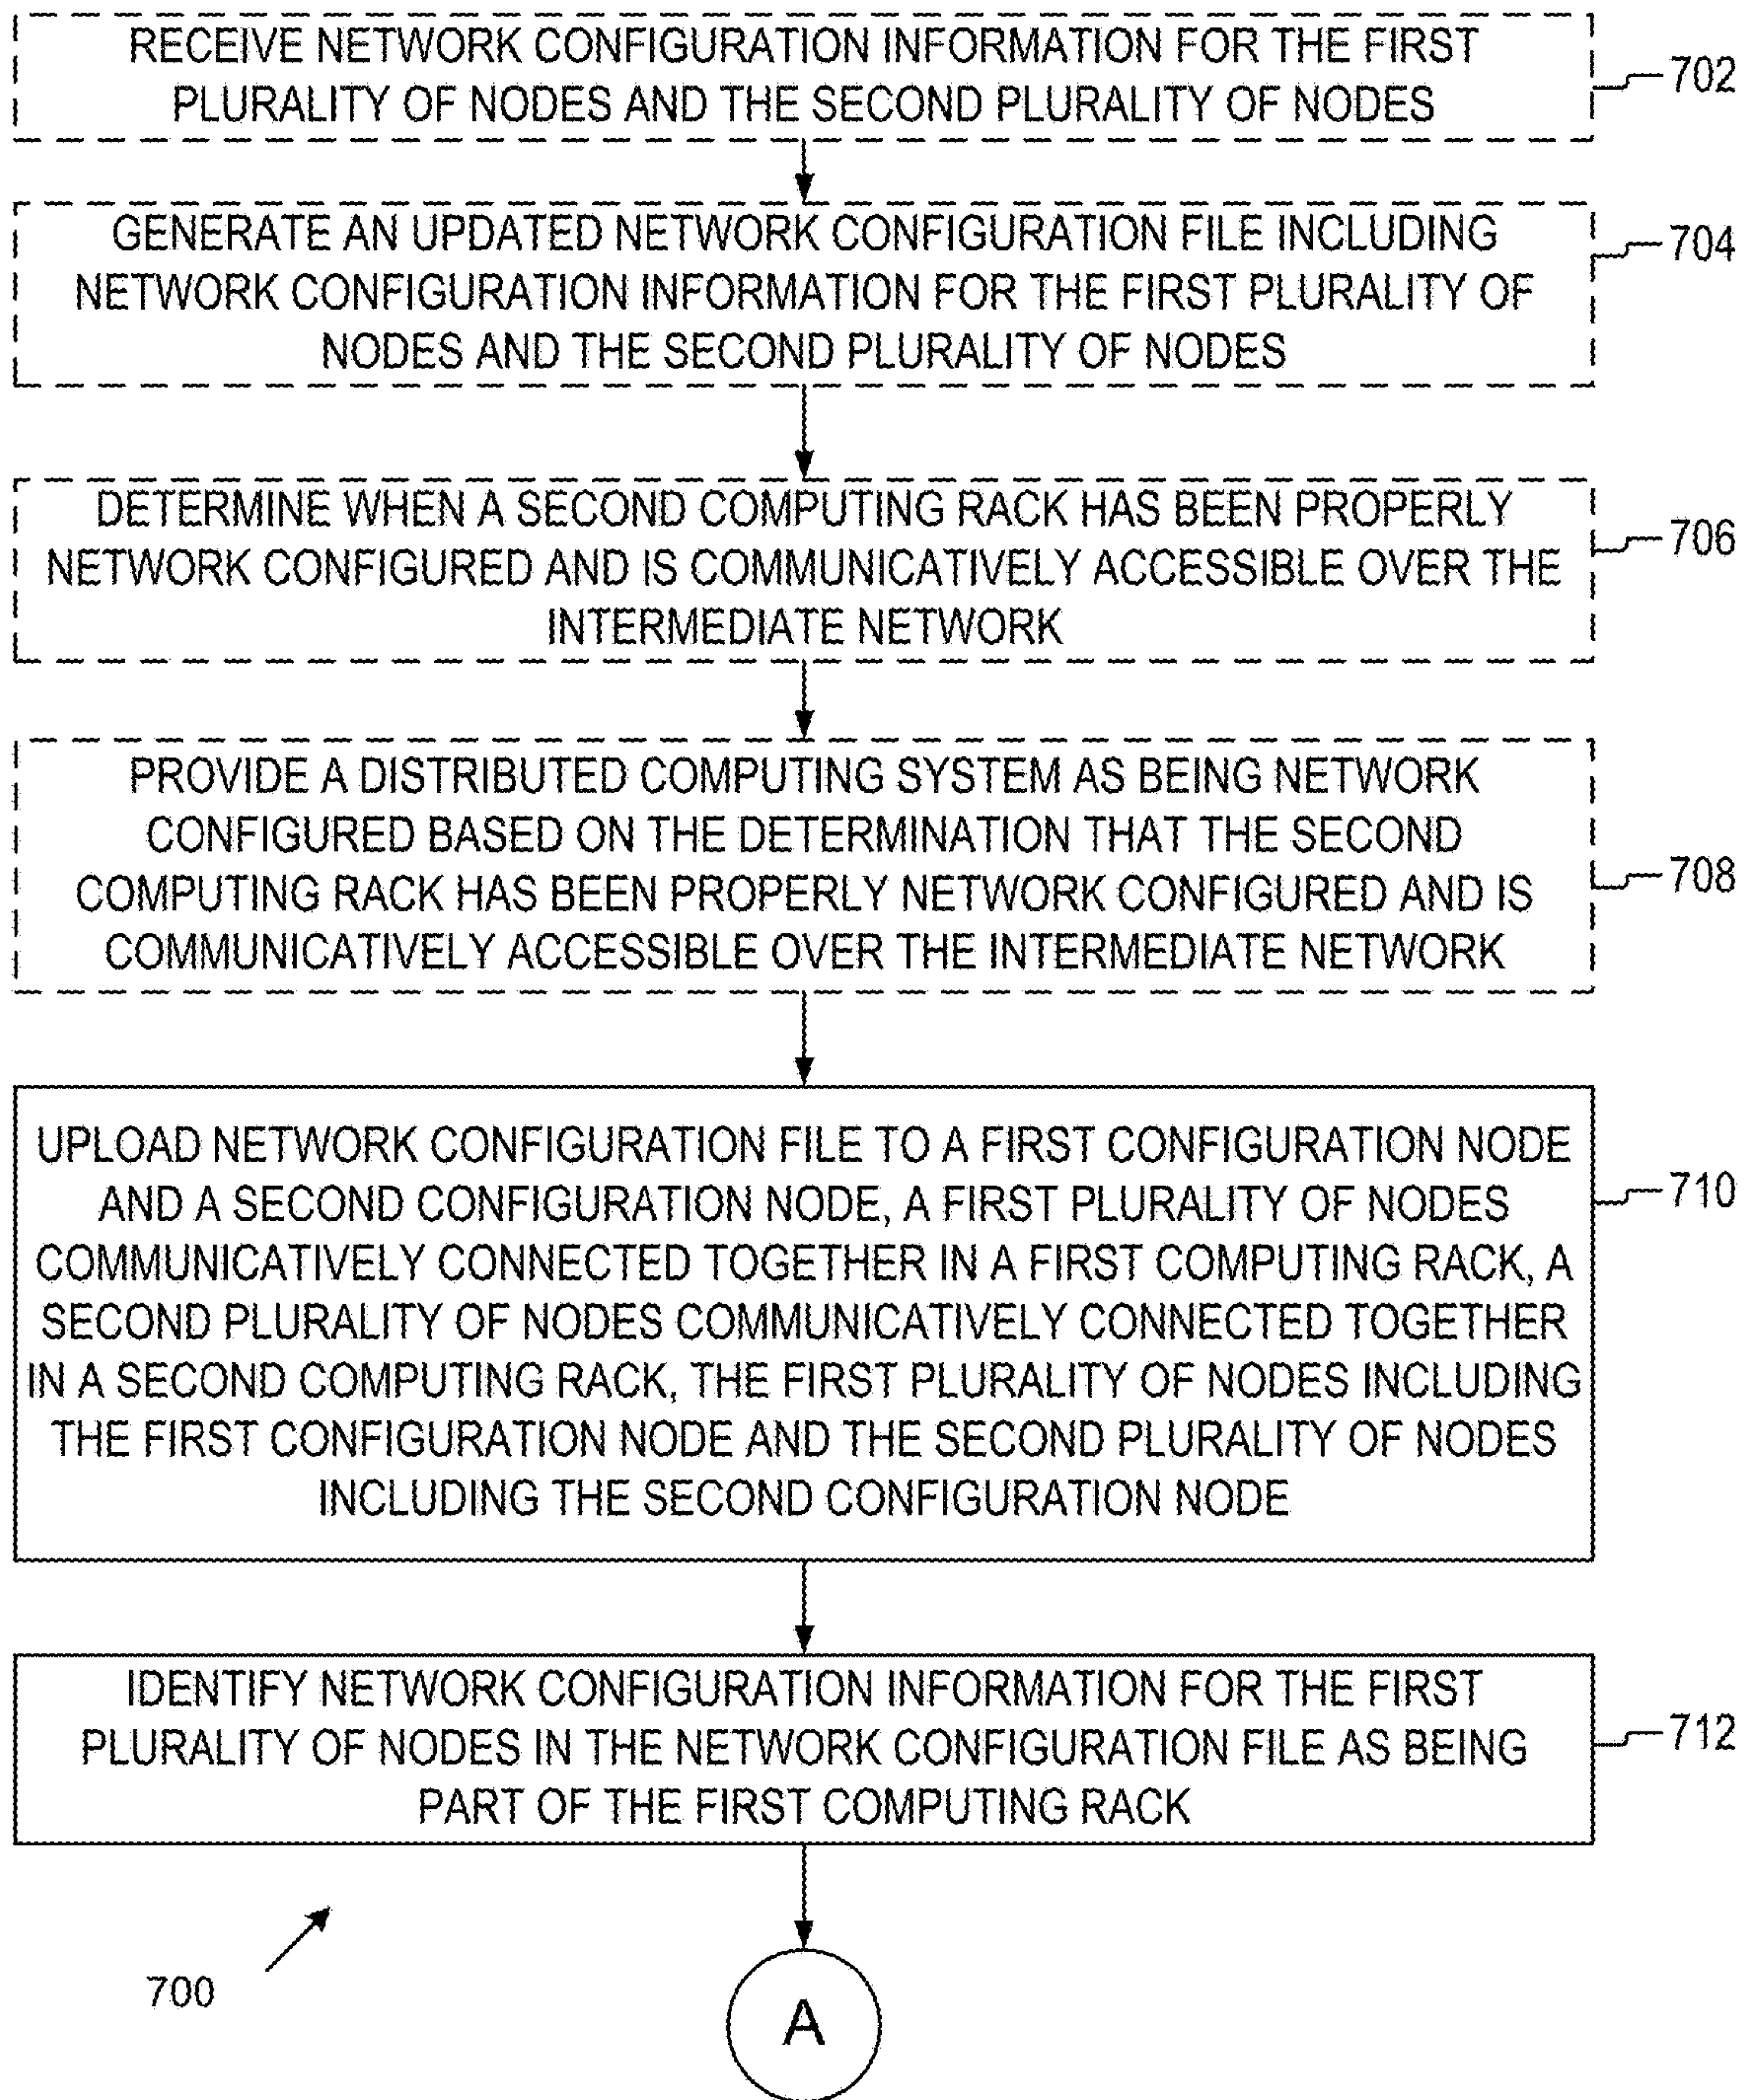 RECEIVE NETWORK CONFIGURATION INFORMATION FOR THE FIRST
PLURALITY OF NODES AND THE SECOND PLURALITY OF NODES
702
GENERATE AN UPDATED NETWORK CONFIGURATION FILE INCLUDING
NETWORK CONFIGURATION INFORMATION FOR THE FIRST PLURALITY OF
NODES AND THE SECOND PLURALITY OF NODES
704
DETERMINE WHEN A SECOND COMPUTING RACK HAS BEEN PROPERLY
NETWORK CONFIGURED AND IS COMMUNICATIVELY ACCESSIBLE OVER THE
INTERMEDIATE NETWORK
706
PROVIDE A DISTRIBUTED COMPUTING SYSTEM AS BEING NETWORK
CONFIGURED BASED ON THE DETERMINATION THAT THE SECOND
COMPUTING RACK HAS BEEN PROPERLY NETWORK CONFIGURED AND IS
COMMUNICATIVELY ACCESSIBLE OVER THE INTERMEDIATE NETWORK
708
UPLOAD NETWORK CONFIGURATION FILE TO A FIRST CONFIGURATION NODE
AND A SECOND CONFIGURATION NODE, A FIRST PLURALITY OF NODES
COMMUNICATIVELY CONNECTED TOGETHER IN A FIRST COMPUTING RACK, A
SECOND PLURALITY OF NODES COMMUNICATIVELY CONNECTED TOGETHER
IN A SECOND COMPUTING RACK, THE FIRST PLURALITY OF NODES INCLUDING
THE FIRST CONFIGURATION NODE AND THE SECOND PLURALITY OF NODES
INCLUDING THE SECOND CONFIGURATION NODE
710
IDENTIFY NETWORK CONFIGURATION INFORMATION FOR THE FIRST
PLURALITY OF NODES IN THE NETWORK CONFIGURATION FILE AS BEING
PART OF THE FIRST COMPUTING RACK
712
700
A